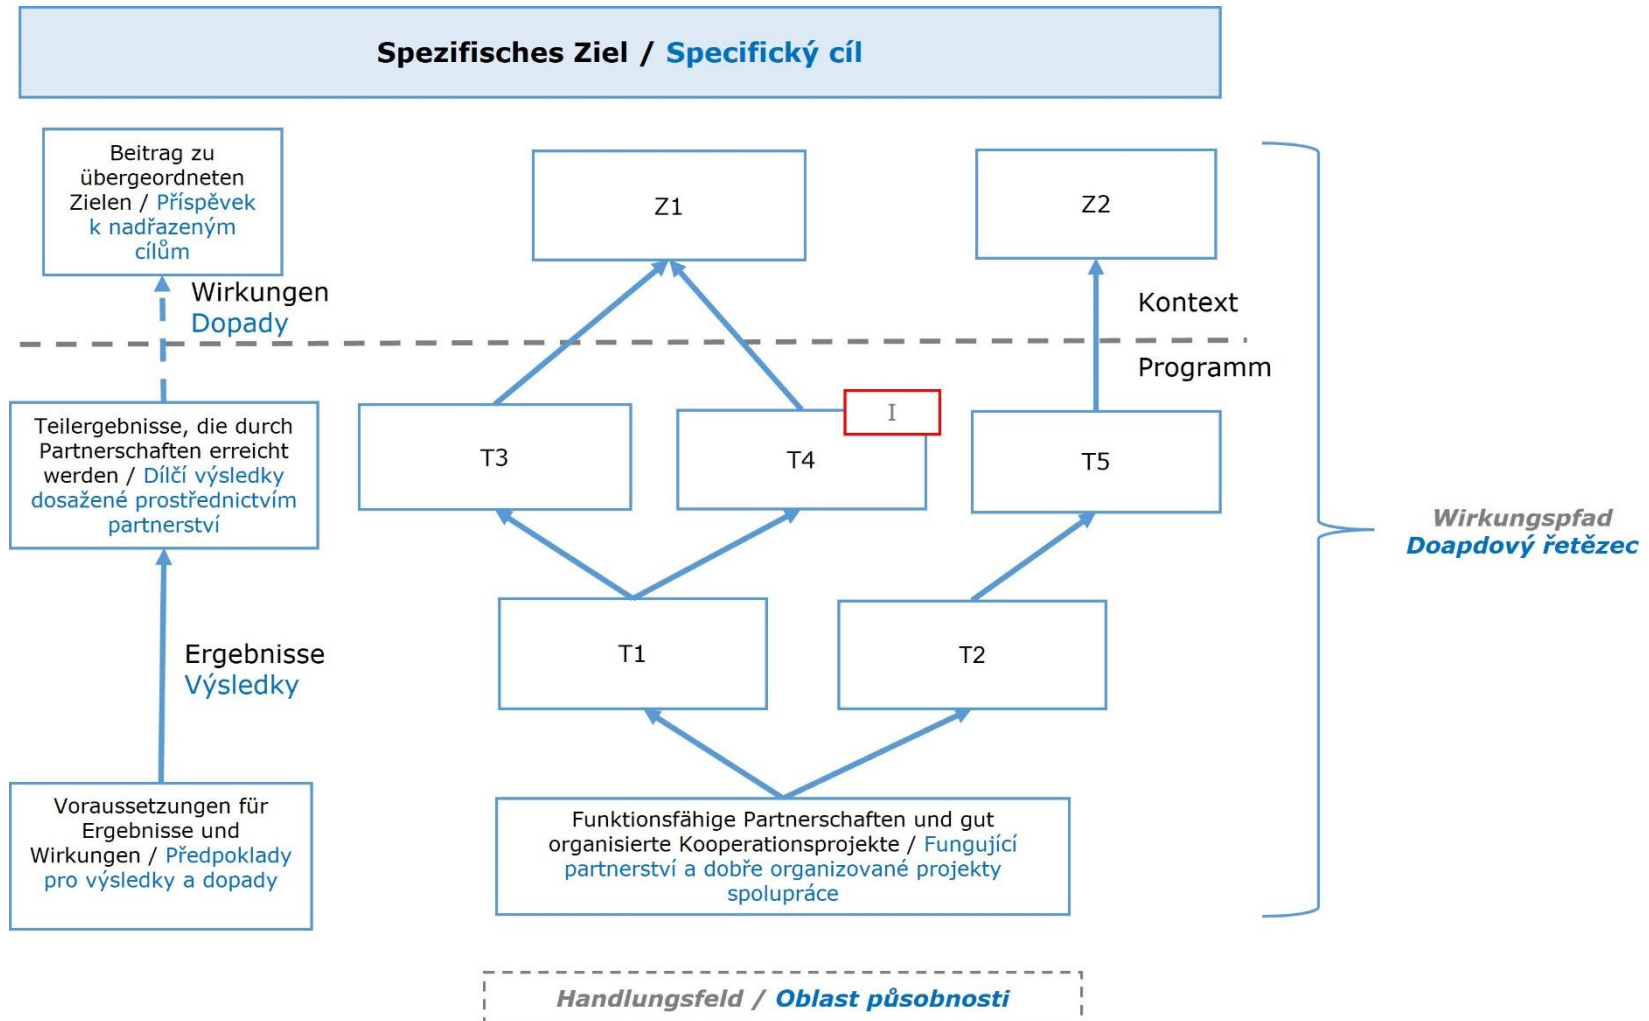 Spezifisches Ziel / Specifický cíl
Beitrag zu
übergeordneten
Zielen / Příspěvek
k nadřazeným
cílům
Z1
Z2
Wirkungen
Dopady
Kontext
Programm
Teilergebnisse, die durch
Partnerschaften erreicht
werden / Dílčí výsledky
dosažené prostřednictvím
partnerství
T3
T4
I
T5
Wirkungspfad
Doapdový řetězec
Ergebnisse
Výsledky
T1
T2
Voraussetzungen für
Ergebnisse und
Wirkungen / Předpoklady
pro výsledky a dopady
Funktionsfähige Partnerschaften und gut
organisierte Kooperationsprojekte / Fungující
partnerství a dobře organizované projekty
spolupráce
Handlungsfeld / Oblast působnosti